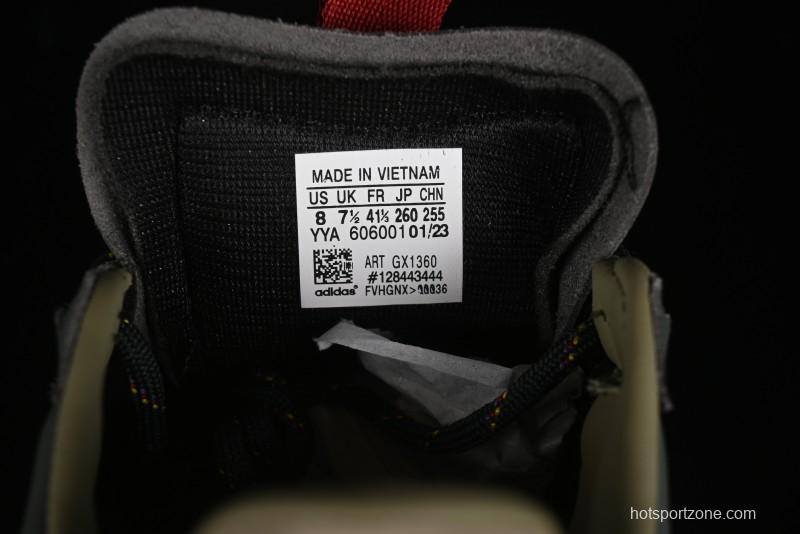 MADE IN VIETNAM
US UK FR JP CHN
8 7½ 41⅓ 260 255
YYA 606001 01/23
ART GX1360
#128443444
adidas®
hotsportzone.com